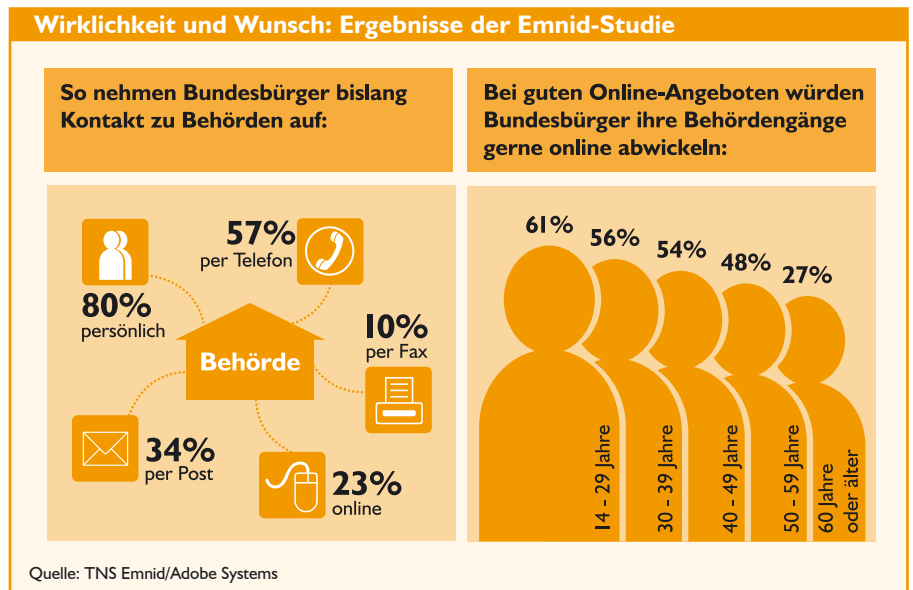 Wirklichkeit und Wunsch: Ergebnisse der Emnid-Studie
So nehmen Bundesbürger bislang
Kontakt zu Behörden auf:
80%
persönlich
57%
per Telefon
10%
per Fax
Behörde
34%
per Post
23%
online
Bei guten Online-Angeboten würden
Bundesbürger ihre Behördengänge
gerne online abwickeln:
61%
56%
54%
48%
27%
14 - 29 Jahre
30 - 39 Jahre
40 - 49 Jahre
50 - 59 Jahre
60 Jahre
oder älter
Quelle: TNS Emnid/Adobe Systems